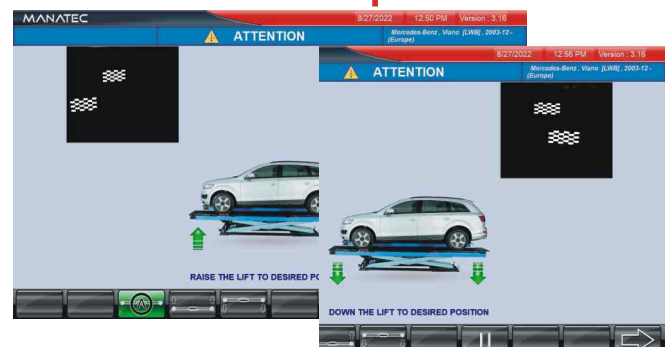 MANATEC
8/27/2022 12:50 PM Version : 3.16
ATTENTION
Mercedes-Benz , Viano [LWB] , 2003-12 -
(Europe)
RAISE THE LIFT TO DESIRED PO
8/27/2022 12:56 PM Version : 3.16
ATTENTION
Mercedes-Benz , Viano [LWB] , 2003-12 -
(Europe)
DOWN THE LIFT TO DESIRED POSITION